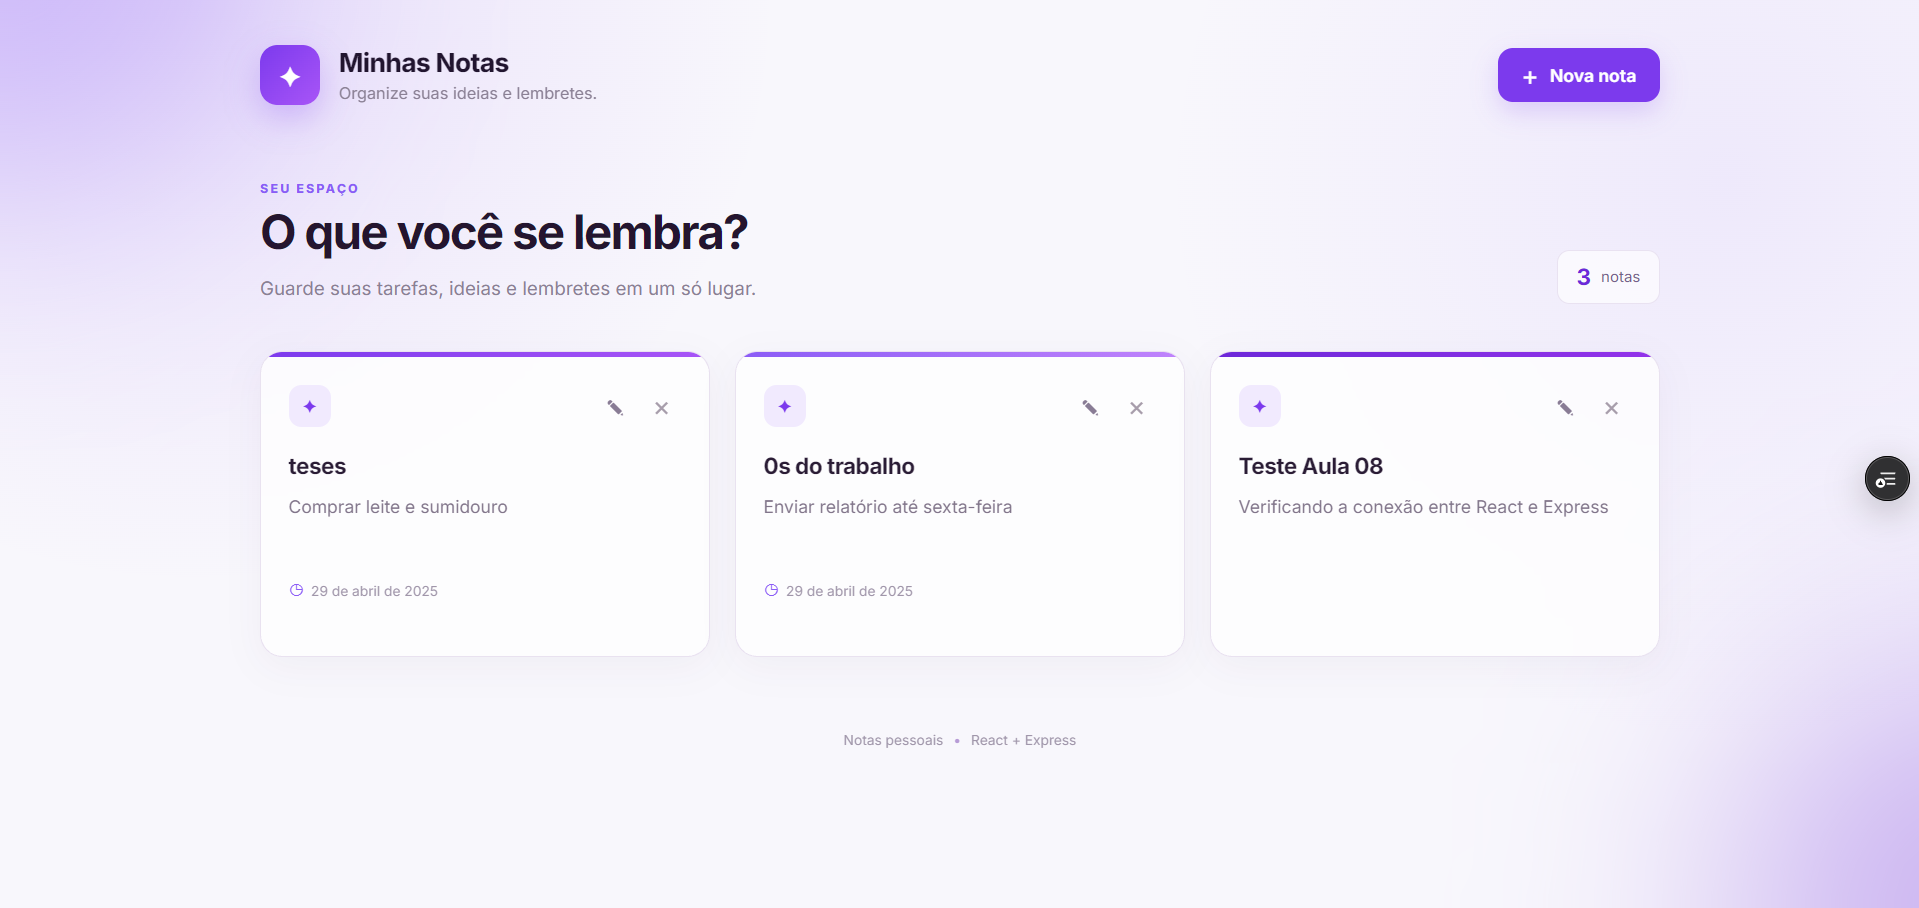 Minhas Notas
Organize suas ideias e lembretes.
+ Nova nota
SEU ESPAÇO
O que você se lembra?
Guarde suas tarefas, ideias e lembretes em um só lugar.
3 notas
teses
Comprar leite e sumidouro
29 de abril de 2025
0s do trabalho
Enviar relatório até sexta-feira
29 de abril de 2025
Teste Aula 08
Verificando a conexão entre React e Express
Notas pessoais • React + Express